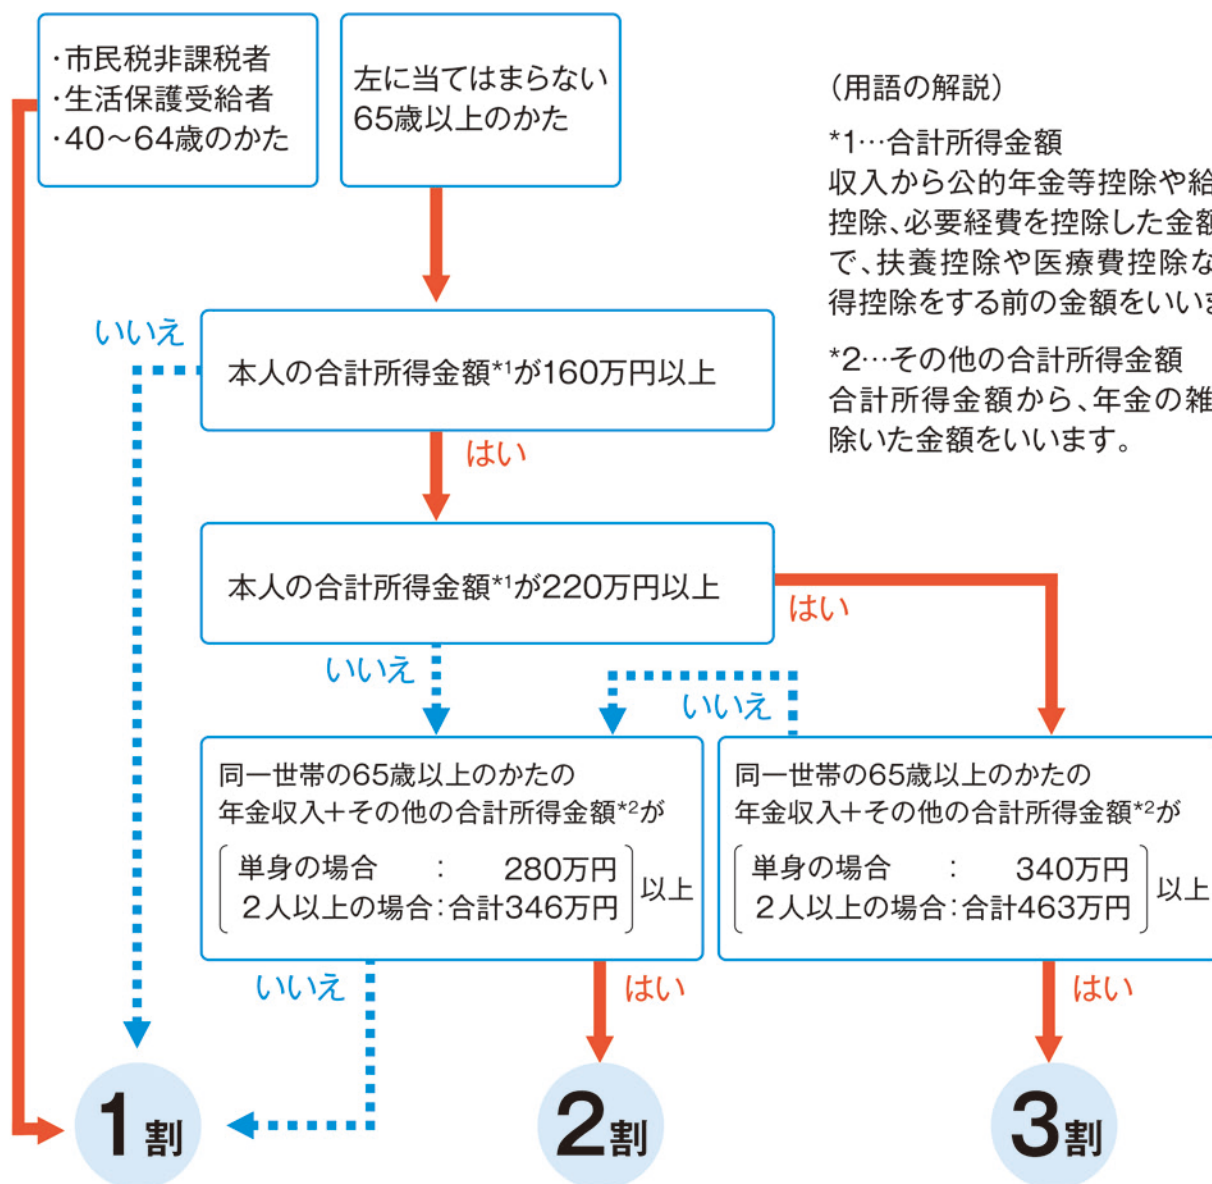 ・市民税非課税者
・生活保護受給者
・40～64歳のかた
左に当てはまらない
65歳以上のかた
（用語の解説）
*1…合計所得金額
収入から公的年金等控除や給
控除、必要経費を控除した金額
で、扶養控除や医療費控除な
得控除をする前の金額をいいま
*2…その他の合計所得金額
合計所得金額から、年金の雑
除いた金額をいいます。
いいえ
本人の合計所得金額*1が160万円以上
はい
本人の合計所得金額*1が220万円以上
はい
いいえ
いいえ
同一世帯の65歳以上のかたの
年金収入＋その他の合計所得金額*2が
単身の場合 ： 280万円
2人以上の場合：合計346万円
以上
同一世帯の65歳以上のかたの
年金収入＋その他の合計所得金額*2が
単身の場合 ： 340万円
2人以上の場合：合計463万円
以上
いいえ
はい
はい
1割
2割
3割